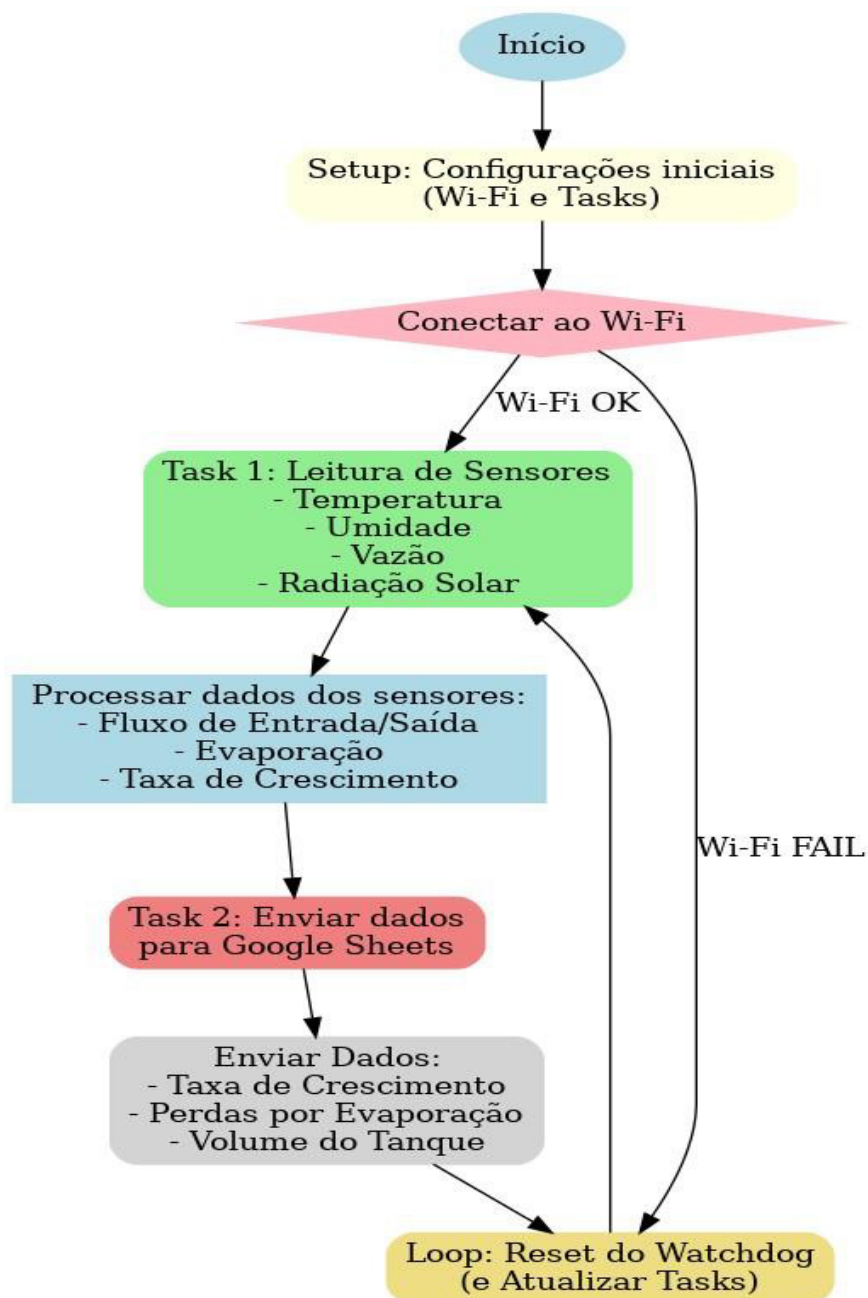 Início
Setup: Configurações iniciais
(Wi-Fi e Tasks)
Conectar ao Wi-Fi
Wi-Fi OK
Task 1: Leitura de Sensores
- Temperatura
- Umidade
- Vazão
- Radiação Solar
Processar dados dos sensores:
- Fluxo de Entrada/Saída
- Evaporação
- Taxa de Crescimento
Wi-Fi FAIL
Task 2: Enviar dados
para Google Sheets
Enviar Dados:
- Taxa de Crescimento
- Perdas por Evaporação
- Volume do Tanque
Loop: Reset do Watchdog
(e Atualizar Tasks)